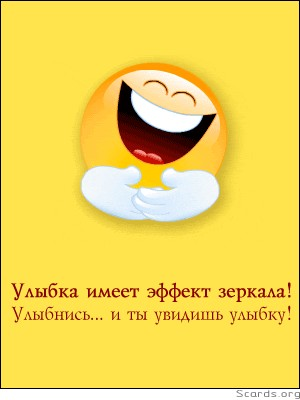 Улыбка имеет эффект зеркала!
Улыбнись... и ты увидишь улыбку!
Scards.org